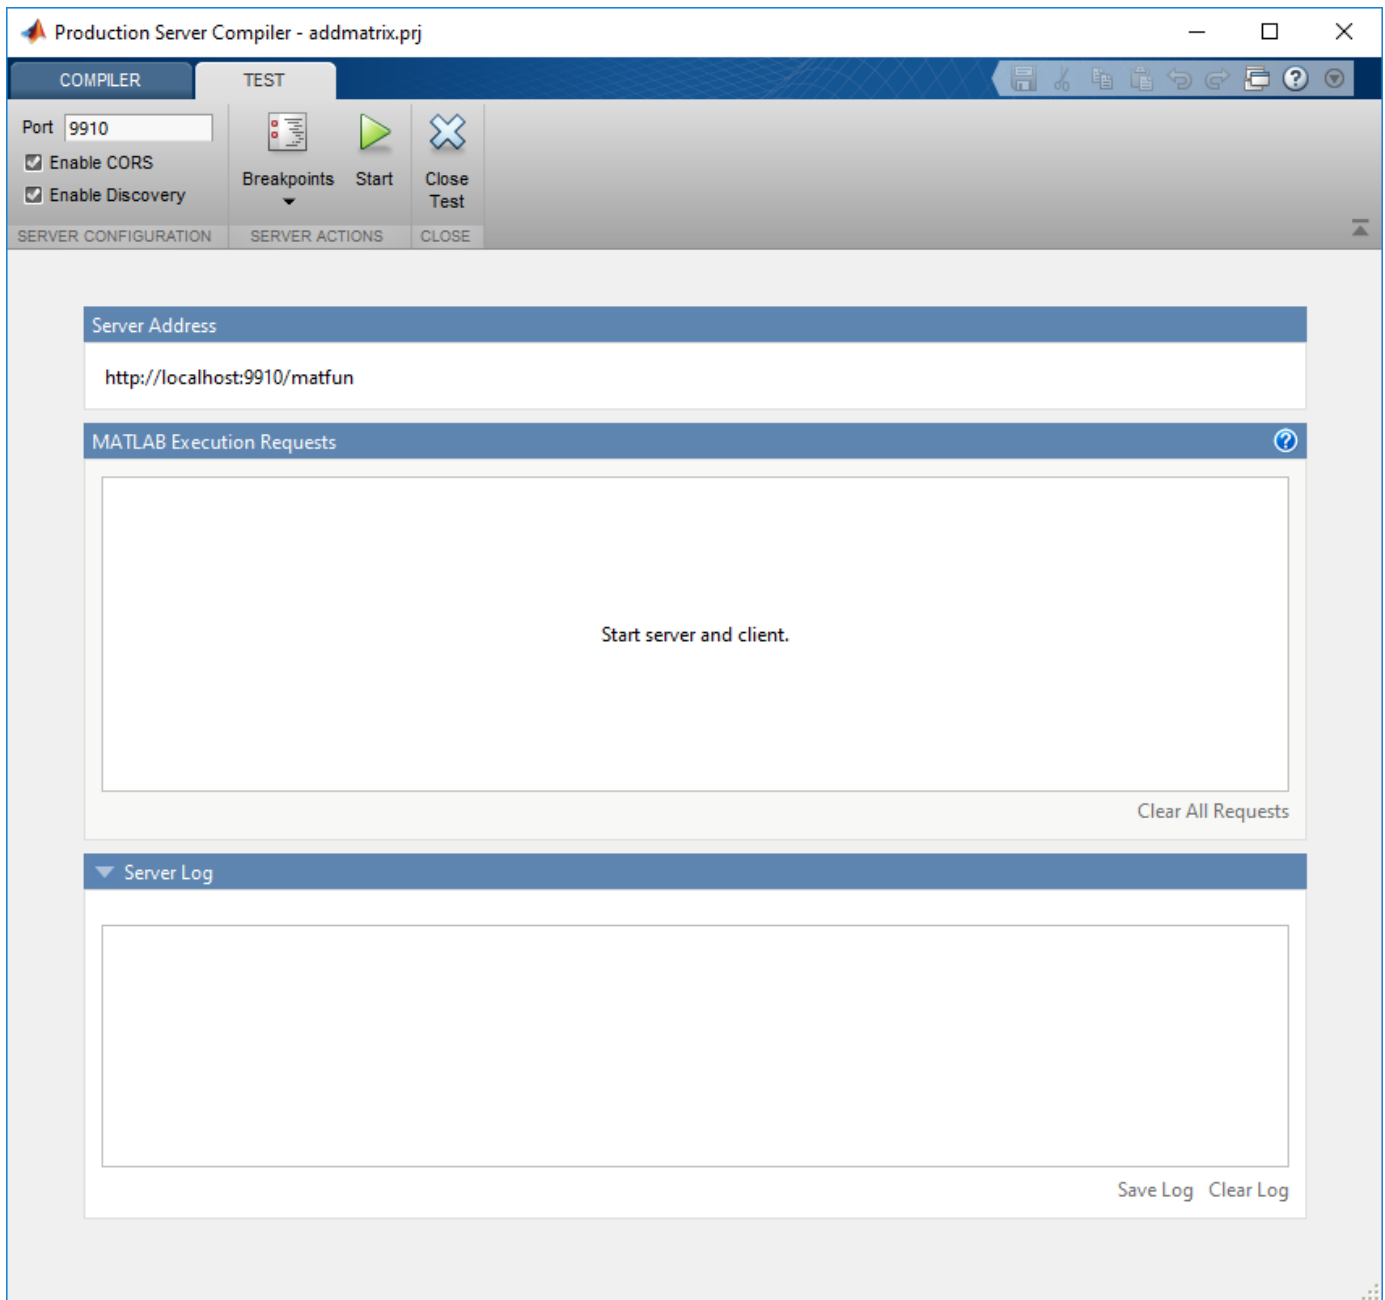 Production Server Compiler - addmatrix.prj
COMPILER TEST
Port 9910
Enable CORS
Enable Discovery
Breakpoints Start Close Test
SERVER CONFIGURATION SERVER ACTIONS CLOSE
Server Address
http://localhost:9910/matfun
MATLAB Execution Requests
Start server and client.
Clear All Requests
Server Log
Save Log Clear Log